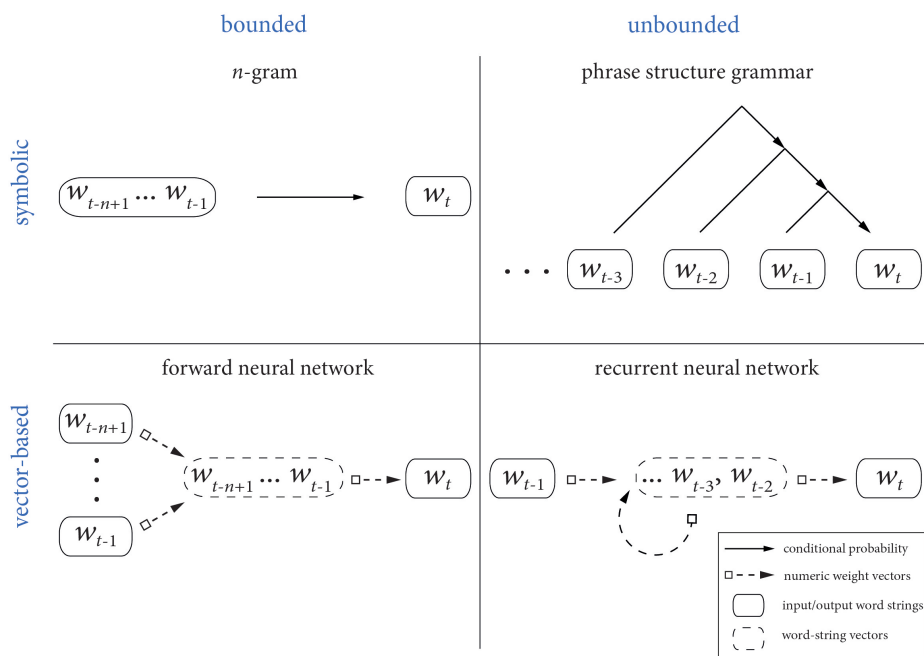 bounded
unbounded
symbolic
n-gram
w_{t-n+1} ... w_{t-1}
w_t
phrase structure grammar
. . . w_{t-3} w_{t-2} w_{t-1} w_t
vector-based
forward neural network
w_{t-n+1}
w_{t-1}
w_{t-n+1} ... w_{t-1}
w_t
recurrent neural network
w_{t-1}
... w_{t-3}, w_{t-2}
w_t
conditional probability
numeric weight vectors
input/output word strings
word-string vectors